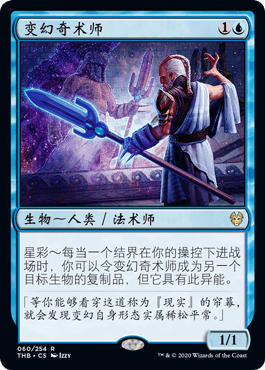 变幻奇术师 1
生物～人类 / 法术师
星彩～每当一个结界在你的操控下进战
场时，你可以令变幻奇术师成为另一个
目标生物的复制品，但它具有此异能。
「等你能够看穿这道称为『现实』的帘幕，
就会发现变幻自身形态实属稀松平常。」
1/1
060/254 R
THB • CS Izzy
™ & © 2020 Wizards of the Coast